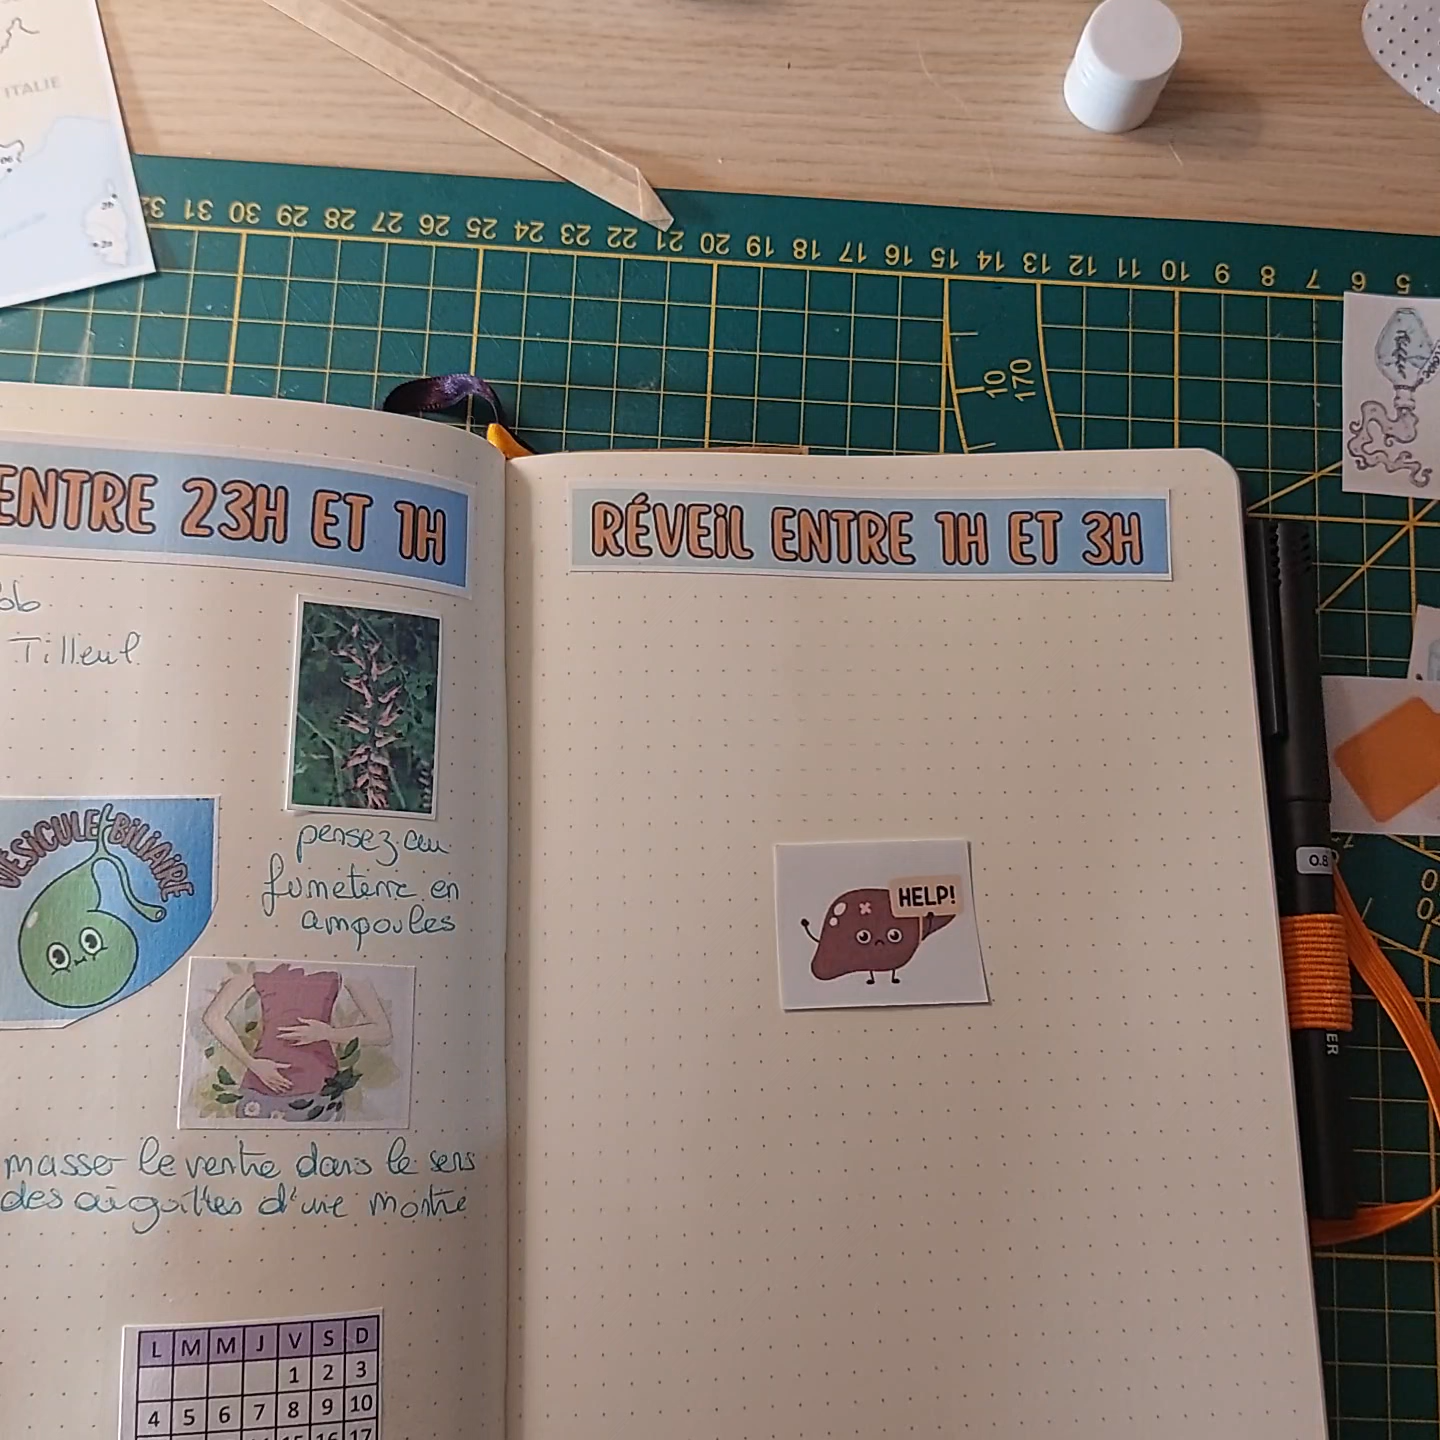 ITALIE
32 31 30 29 28 27 26 25 24 23 22 21 20 19 18 17 16 15 14 13 12 11 10 9 8 7 6 5
10
170
ENTRE 23H ET 1H
Tilleul
pensez au
fumeterre en
ampoules
VÉSICULE BILIAIRE
masser le ventre dans le sens
des aiguilles d'une montre
L M M J V S D
1 2 3
4 5 6 7 8 9 10
16 17
RÉVEIL ENTRE 1H ET 3H
HELP!
0.8
ER